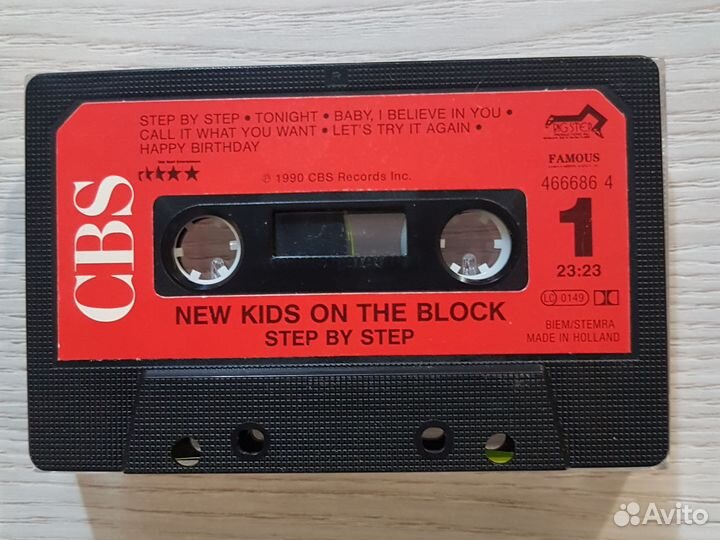 STEP BY STEP • TONIGHT • BABY, I BELIEVE IN YOU •
CALL IT WHAT YOU WANT • LET'S TRY IT AGAIN •
HAPPY BIRTHDAY
℗ 1990 CBS Records Inc.
BIG STEP
FAMOUS
466686 4
CBS
1
23:23
LC 0149
NEW KIDS ON THE BLOCK
STEP BY STEP
BIEM/STEMRA
MADE IN HOLLAND
Avito